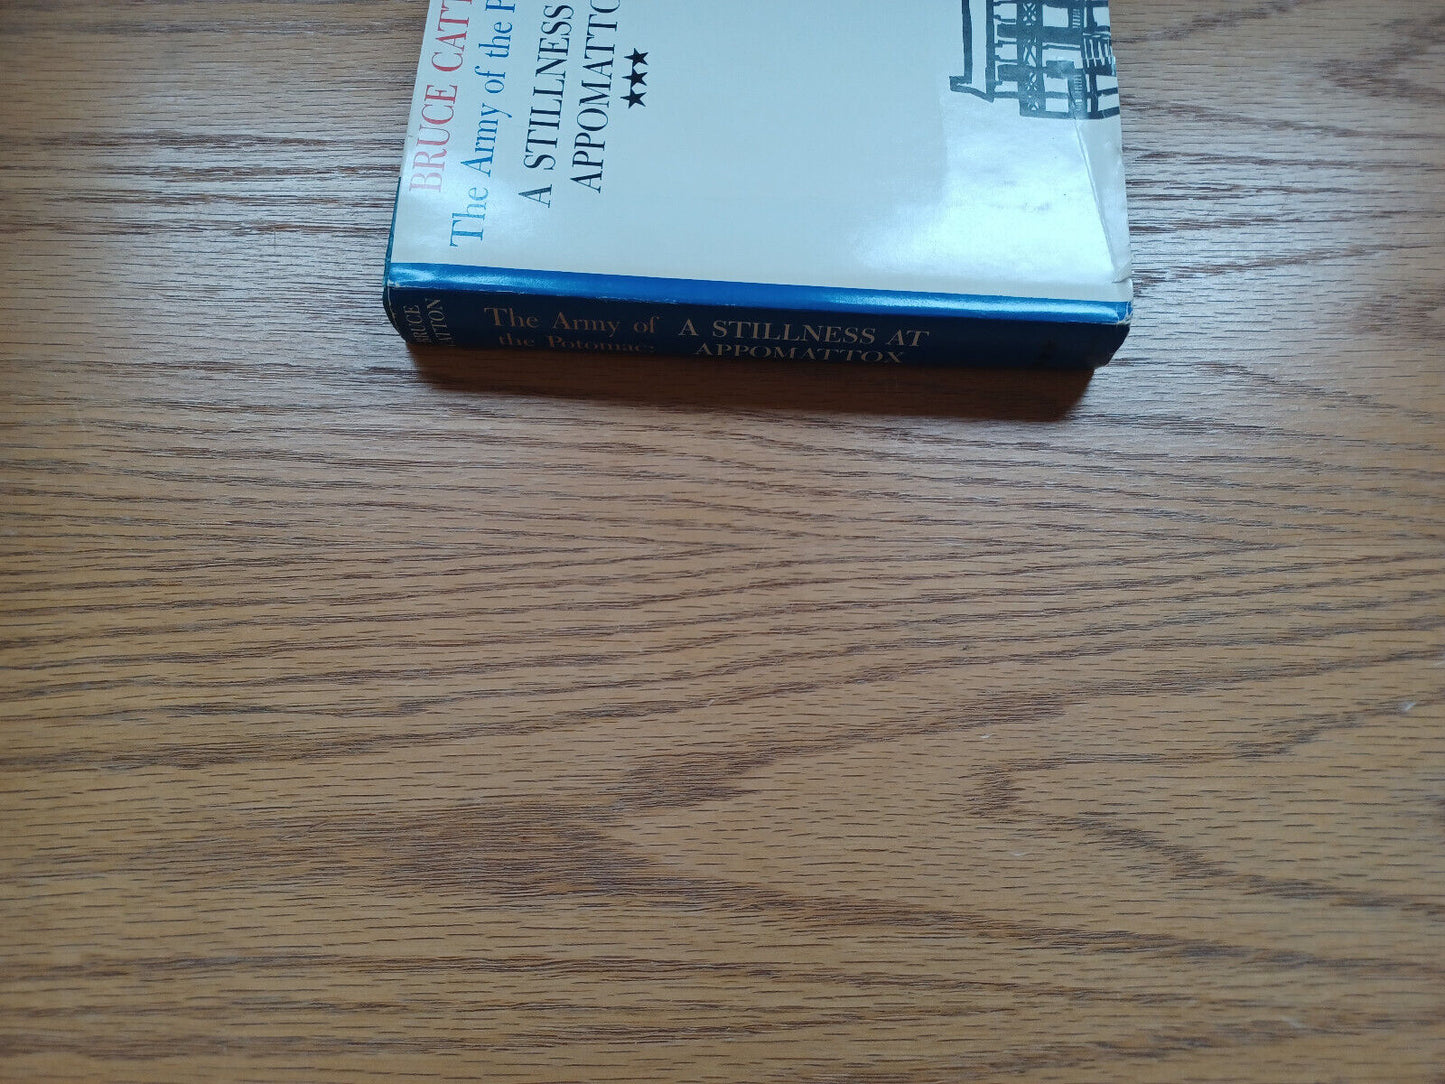 BRUCE CATT
The Army of the P
A STILLNESS
APPOMATTO
BRUCE
CATTON
The Army of
the Potomac:
A STILLNESS AT
APPOMATTOX